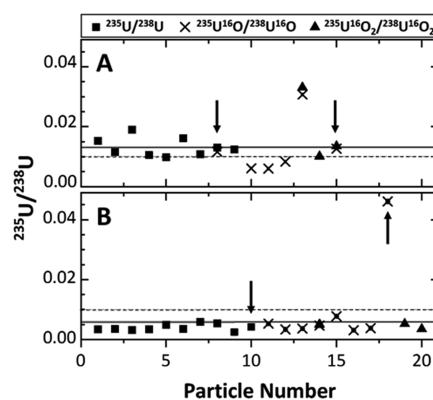 ■ ²³⁵U/²³⁸U × ²³⁵U¹⁶O/²³⁸U¹⁶O ▲ ²³⁵U¹⁶O₂/²³⁸U¹⁶O₂
A
0.04
0.02
0.00
²³⁵U/²³⁸U
B
0.04
0.02
0.00
0 5 10 15 20
Particle Number